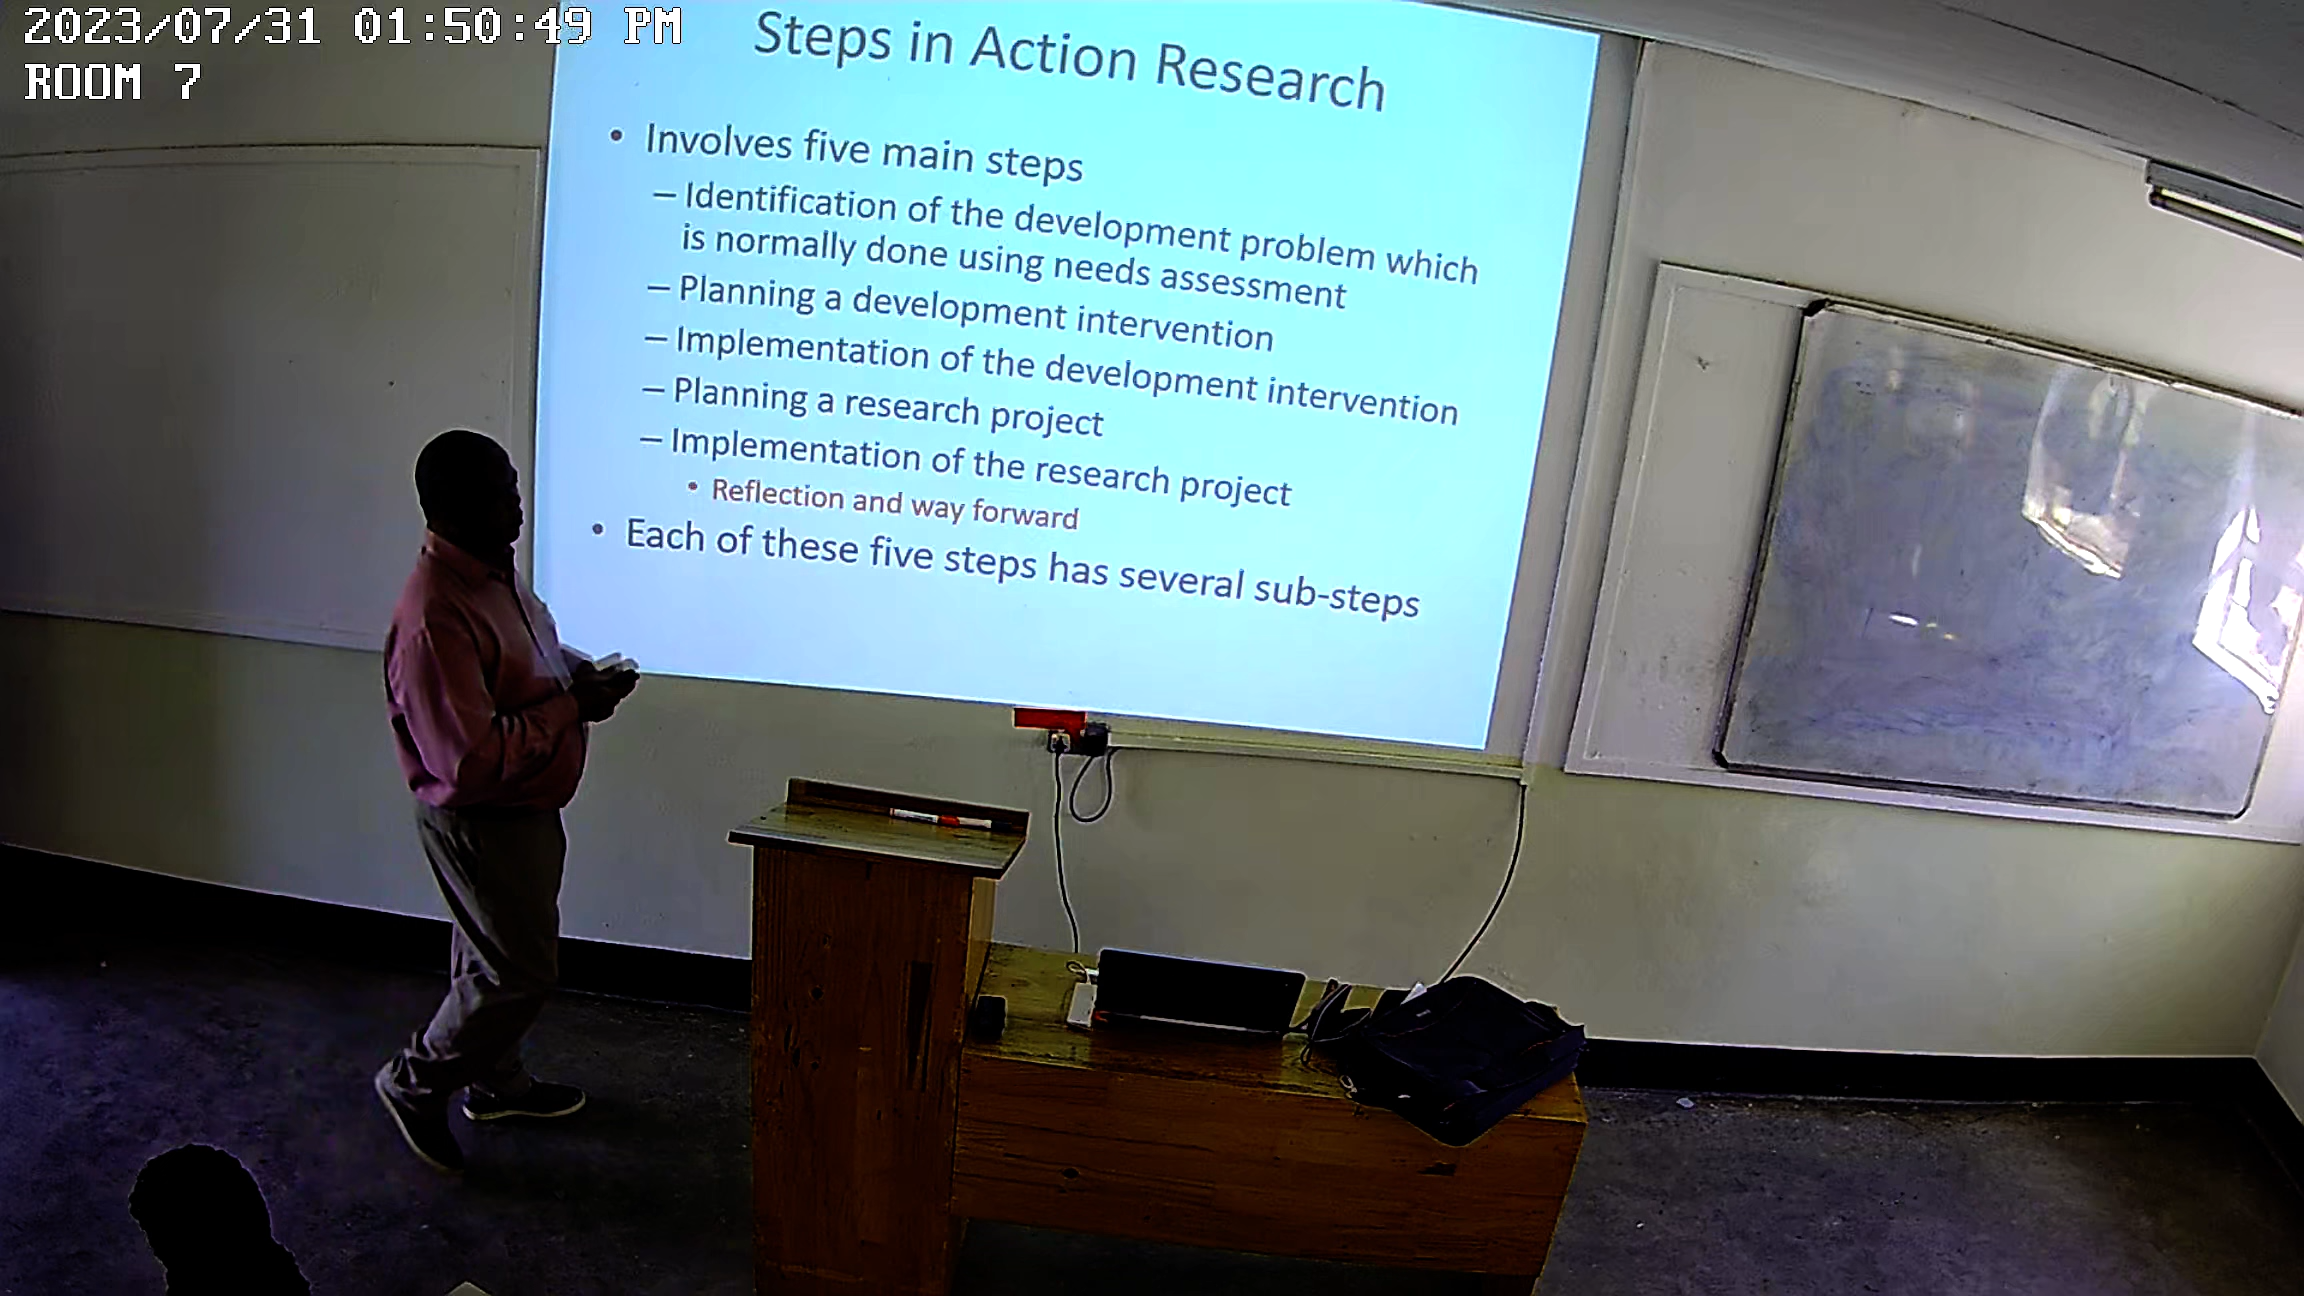 2023/07/31 01:50:49 PM
ROOM 7
Steps in Action Research
• Involves five main steps
– Identification of the development problem which
is normally done using needs assessment
– Planning a development intervention
– Implementation of the development intervention
– Planning a research project
– Implementation of the research project
• Reflection and way forward
• Each of these five steps has several sub-steps